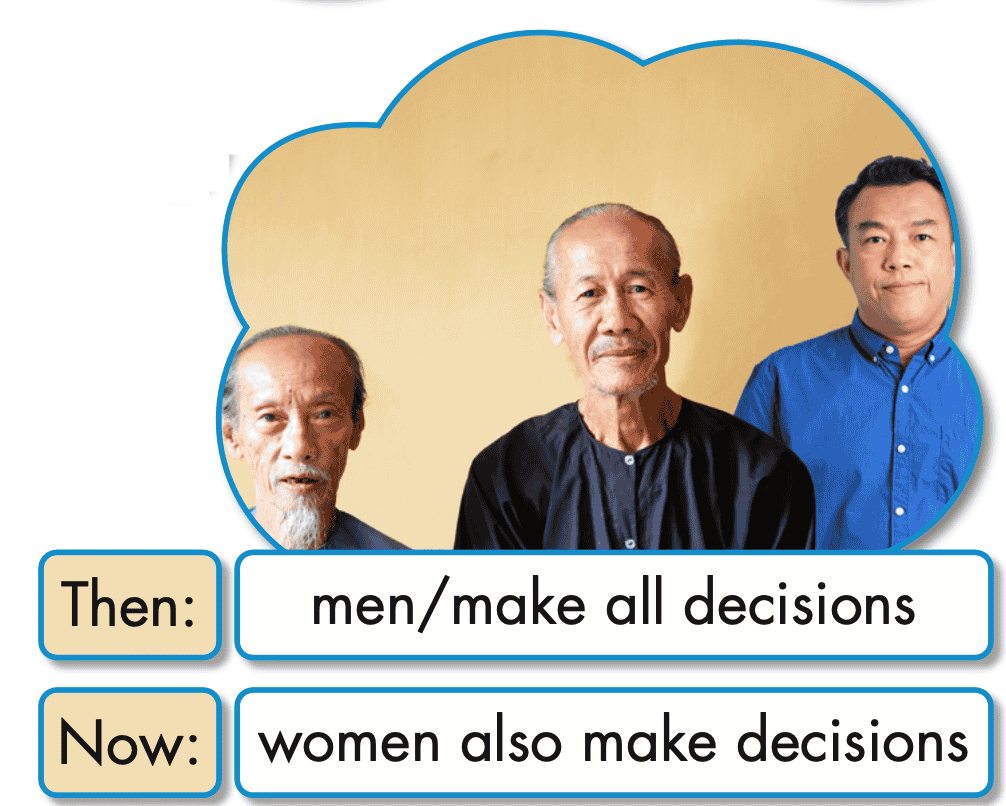 Then: men/make all decisions
Now: women also make decisions